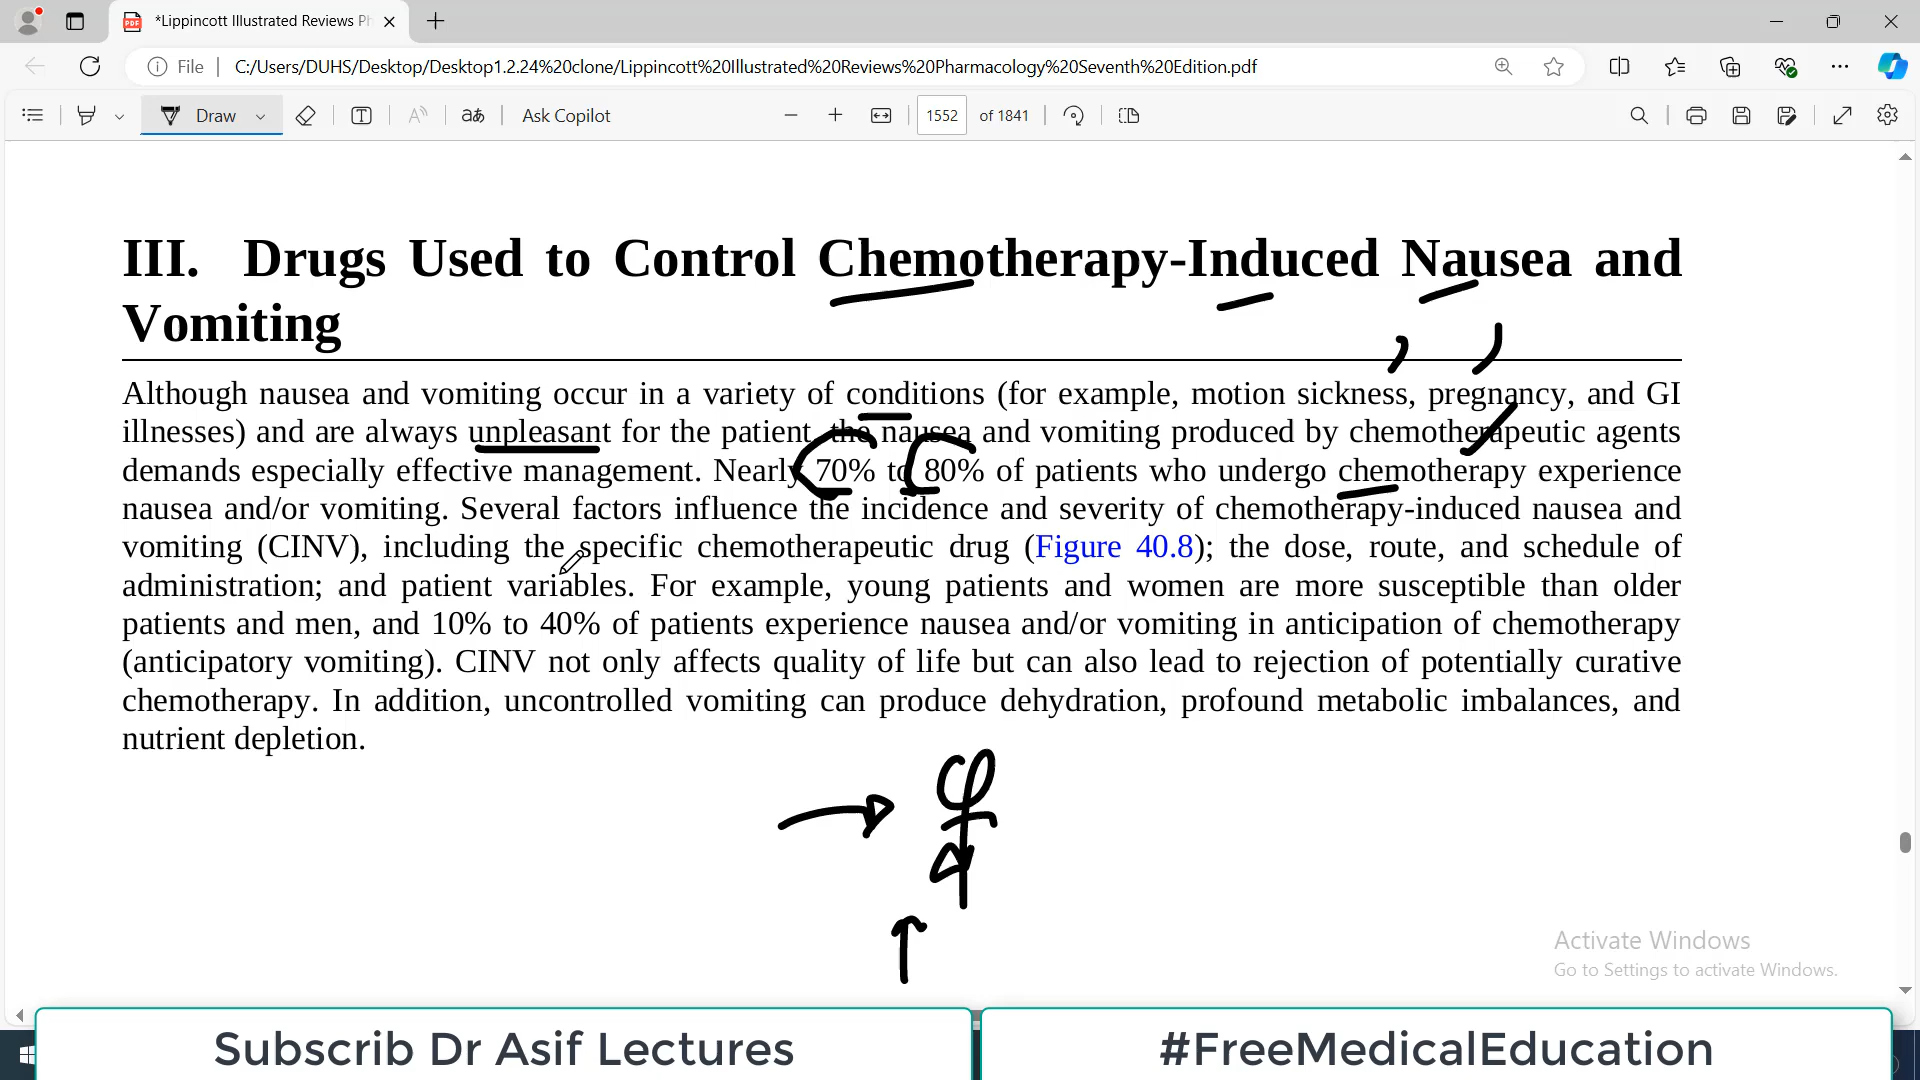 *Lippincott Illustrated Reviews Ph
File
C:/Users/DUHS/Desktop/Desktop1.2.24%20clone/Lippincott%20Illustrated%20Reviews%20Pharmacology%20Seventh%20Edition.pdf
Draw
aあ
Ask Copilot
1552 of 1841
III. Drugs Used to Control Chemotherapy-Induced Nausea and
Vomiting
Although nausea and vomiting occur in a variety of conditions (for example, motion sickness, pregnancy, and GI
illnesses) and are always unpleasant for the patient, the nausea and vomiting produced by chemotherapeutic agents
demands especially effective management. Nearly 70% to 80% of patients who undergo chemotherapy experience
nausea and/or vomiting. Several factors influence the incidence and severity of chemotherapy-induced nausea and
vomiting (CINV), including the specific chemotherapeutic drug (Figure 40.8); the dose, route, and schedule of
administration; and patient variables. For example, young patients and women are more susceptible than older
patients and men, and 10% to 40% of patients experience nausea and/or vomiting in anticipation of chemotherapy
(anticipatory vomiting). CINV not only affects quality of life but can also lead to rejection of potentially curative
chemotherapy. In addition, uncontrolled vomiting can produce dehydration, profound metabolic imbalances, and
nutrient depletion.
Activate Windows
Go to Settings to activate Windows.
Subscrib Dr Asif Lectures
#FreeMedicalEducation